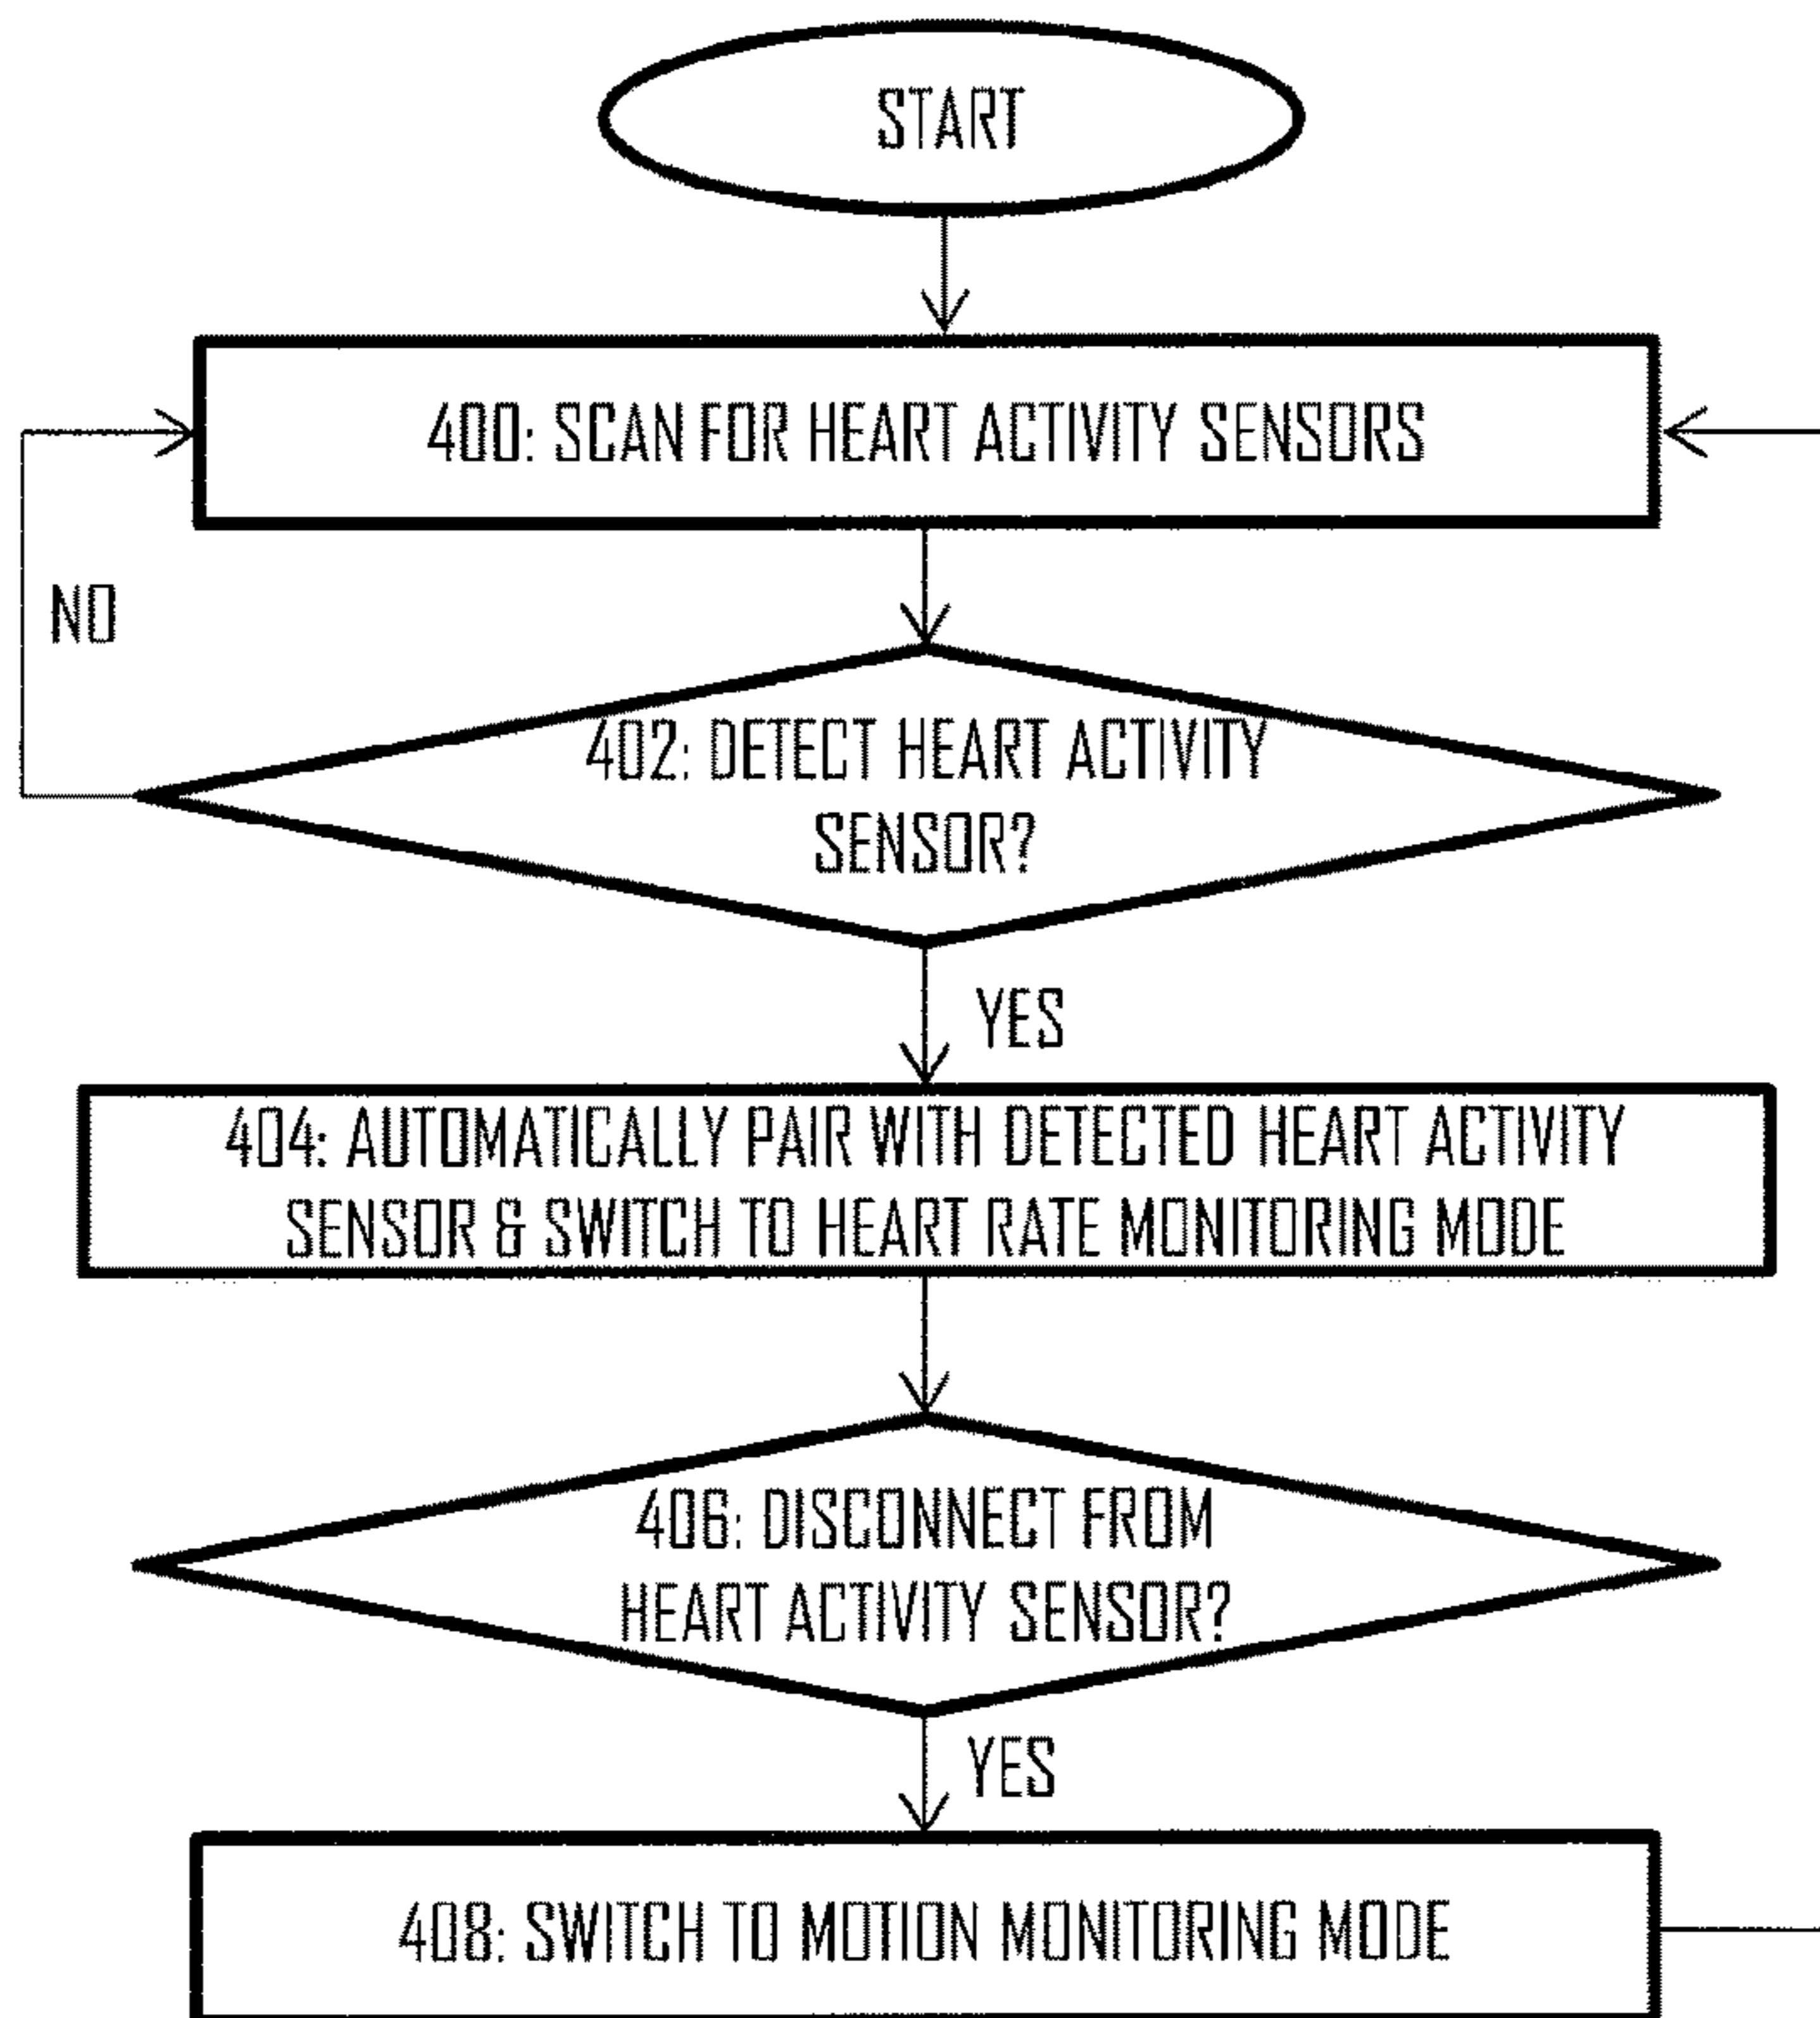 START
400: SCAN FOR HEART ACTIVITY SENSORS
NO
402: DETECT HEART ACTIVITY
SENSOR?
YES
404: AUTOMATICALLY PAIR WITH DETECTED HEART ACTIVITY
SENSOR & SWITCH TO HEART RATE MONITORING MODE
406: DISCONNECT FROM
HEART ACTIVITY SENSOR?
YES
408: SWITCH TO MOTION MONITORING MODE